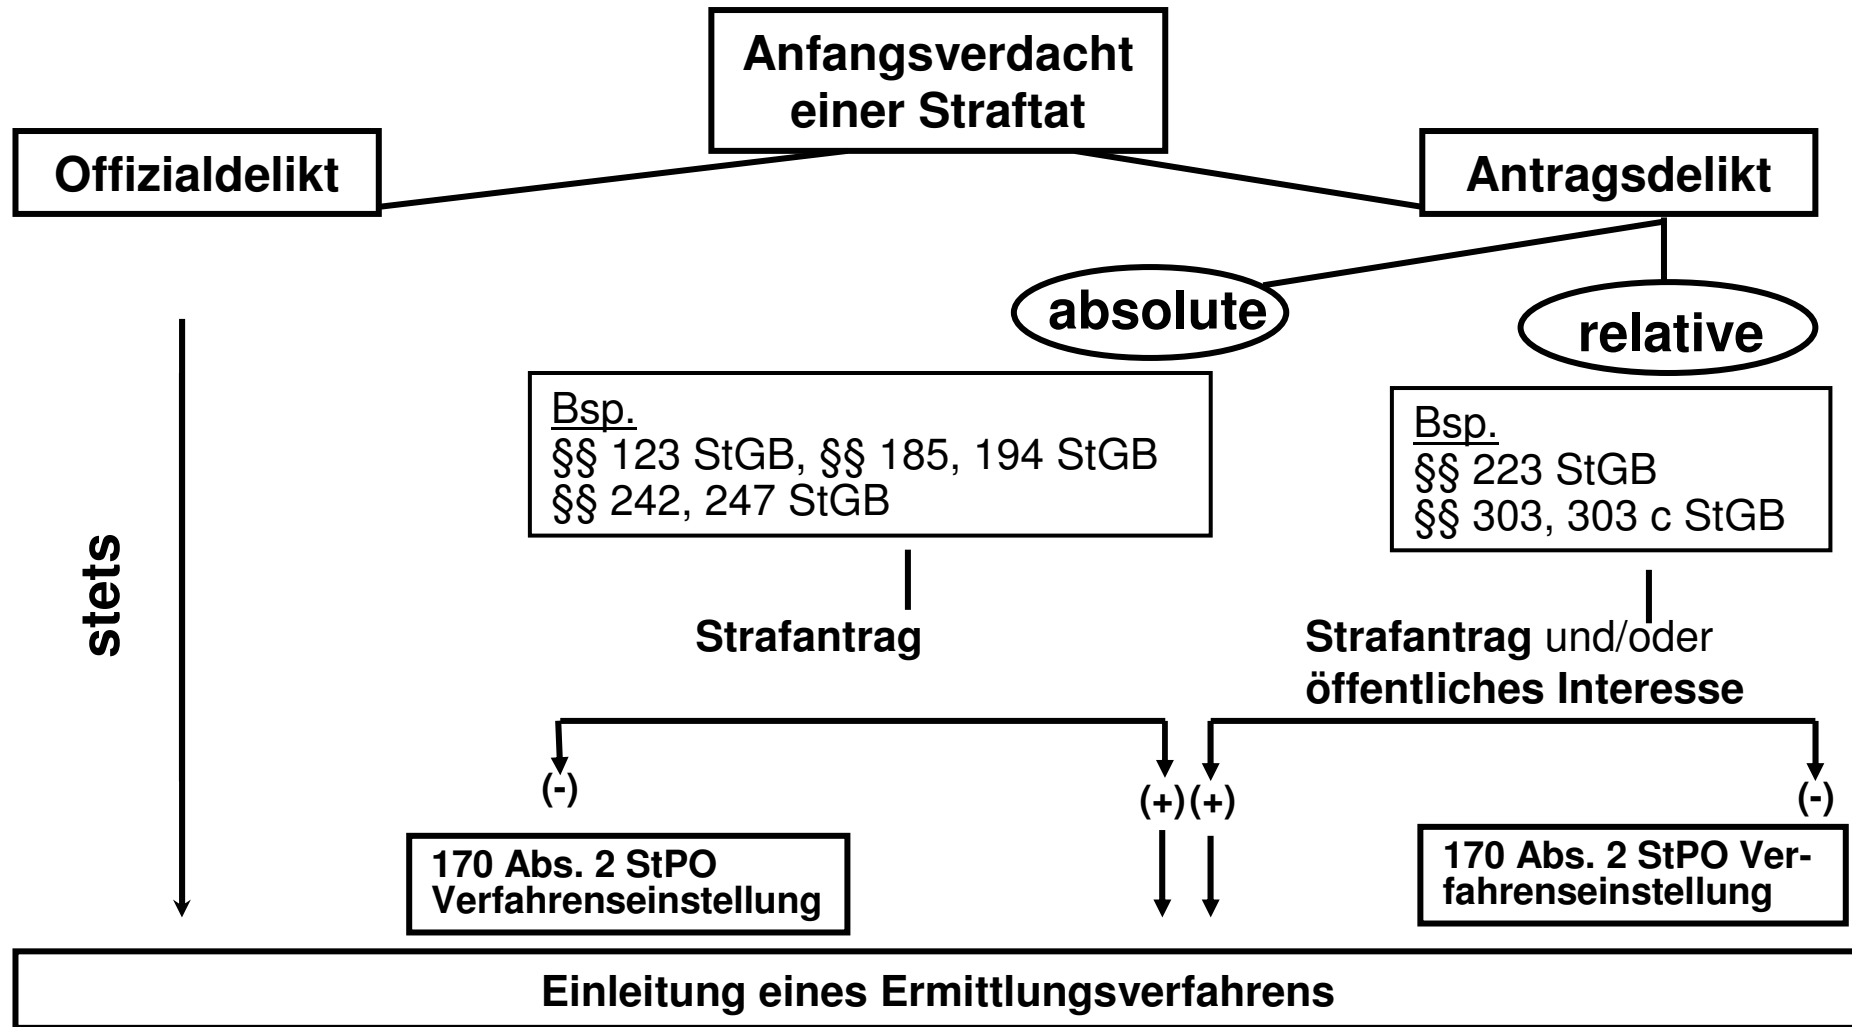 Anfangsverdacht
einer Straftat
Offizialdelikt
Antragsdelikt
absolute
relative
Bsp.
§§ 123 StGB, §§ 185, 194 StGB
§§ 242, 247 StGB
Bsp.
§§ 223 StGB
§§ 303, 303 c StGB
stets
Strafantrag
Strafantrag und/oder
öffentliches Interesse
(-)
(+)
(+)
(-)
170 Abs. 2 StPO
Verfahrenseinstellung
170 Abs. 2 StPO Ver-
fahrenseinstellung
Einleitung eines Ermittlungsverfahrens